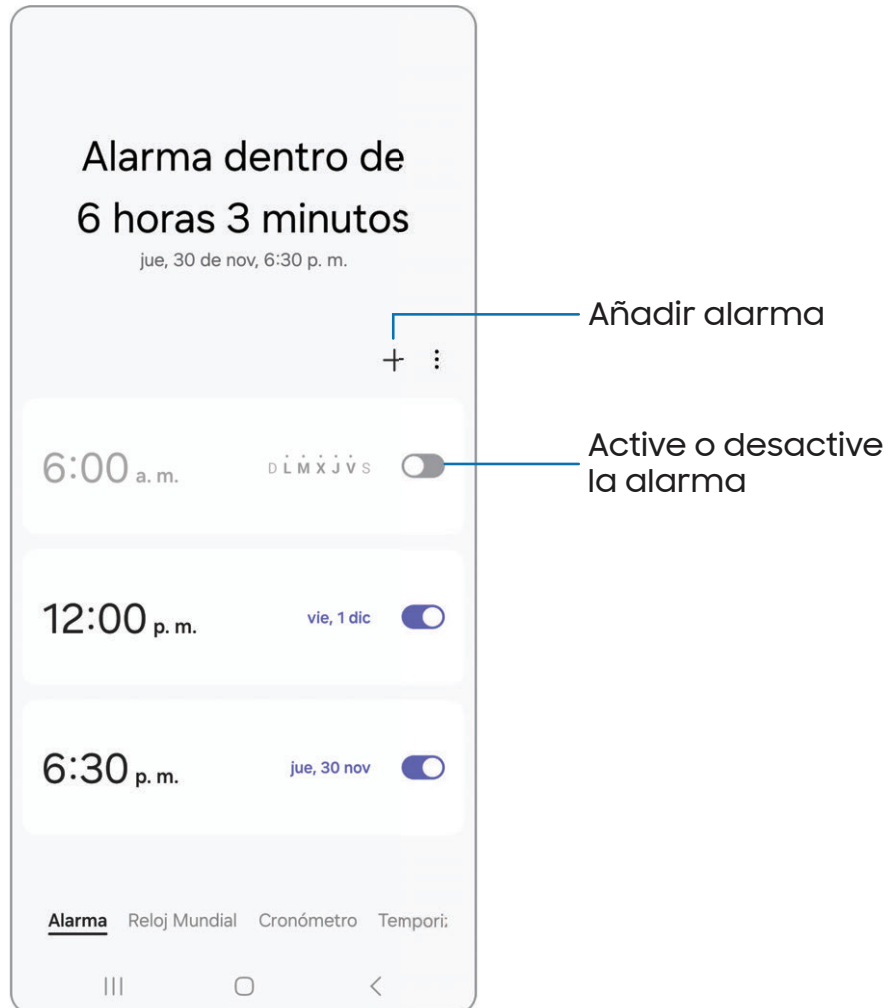 Alarma dentro de
6 horas 3 minutos
jue, 30 de nov, 6:30 p. m.
Añadir alarma
6:00 a. m. D L M X J V S
Active o desactive
la alarma
12:00 p. m. vie, 1 dic
6:30 p. m. jue, 30 nov
Alarma Reloj Mundial Cronómetro Tempori